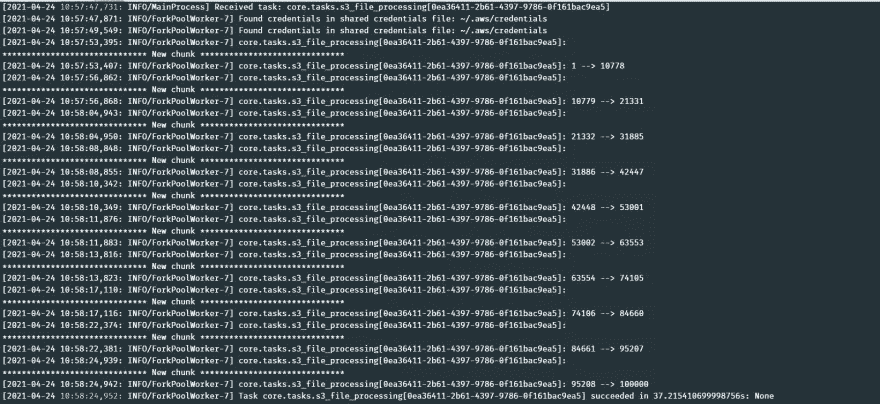 [2021-04-24 10:57:47,731: INFO/MainProcess] Received task: core.tasks.s3_file_processing[0ea36411-2b61-4397-9786-0f161bac9ea5]
[2021-04-24 10:57:47,871: INFO/ForkPoolWorker-7] Found credentials in shared credentials file: ~/.aws/credentials
[2021-04-24 10:57:49,549: INFO/ForkPoolWorker-7] Found credentials in shared credentials file: ~/.aws/credentials
[2021-04-24 10:57:53,395: INFO/ForkPoolWorker-7] core.tasks.s3_file_processing[0ea36411-2b61-4397-9786-0f161bac9ea5]:
****************************** New chunk ******************************
[2021-04-24 10:57:53,407: INFO/ForkPoolWorker-7] core.tasks.s3_file_processing[0ea36411-2b61-4397-9786-0f161bac9ea5]: 1 --> 10778
[2021-04-24 10:57:56,862: INFO/ForkPoolWorker-7] core.tasks.s3_file_processing[0ea36411-2b61-4397-9786-0f161bac9ea5]:
****************************** New chunk ******************************
[2021-04-24 10:57:56,868: INFO/ForkPoolWorker-7] core.tasks.s3_file_processing[0ea36411-2b61-4397-9786-0f161bac9ea5]: 10779 --> 21331
[2021-04-24 10:58:04,943: INFO/ForkPoolWorker-7] core.tasks.s3_file_processing[0ea36411-2b61-4397-9786-0f161bac9ea5]:
****************************** New chunk ******************************
[2021-04-24 10:58:04,950: INFO/ForkPoolWorker-7] core.tasks.s3_file_processing[0ea36411-2b61-4397-9786-0f161bac9ea5]: 21332 --> 31885
[2021-04-24 10:58:08,848: INFO/ForkPoolWorker-7] core.tasks.s3_file_processing[0ea36411-2b61-4397-9786-0f161bac9ea5]:
****************************** New chunk ******************************
[2021-04-24 10:58:08,855: INFO/ForkPoolWorker-7] core.tasks.s3_file_processing[0ea36411-2b61-4397-9786-0f161bac9ea5]: 31886 --> 42447
[2021-04-24 10:58:10,342: INFO/ForkPoolWorker-7] core.tasks.s3_file_processing[0ea36411-2b61-4397-9786-0f161bac9ea5]:
****************************** New chunk ******************************
[2021-04-24 10:58:10,349: INFO/ForkPoolWorker-7] core.tasks.s3_file_processing[0ea36411-2b61-4397-9786-0f161bac9ea5]: 42448 --> 53001
[2021-04-24 10:58:11,876: INFO/ForkPoolWorker-7] core.tasks.s3_file_processing[0ea36411-2b61-4397-9786-0f161bac9ea5]:
****************************** New chunk ******************************
[2021-04-24 10:58:11,883: INFO/ForkPoolWorker-7] core.tasks.s3_file_processing[0ea36411-2b61-4397-9786-0f161bac9ea5]: 53002 --> 63553
[2021-04-24 10:58:13,816: INFO/ForkPoolWorker-7] core.tasks.s3_file_processing[0ea36411-2b61-4397-9786-0f161bac9ea5]:
****************************** New chunk ******************************
[2021-04-24 10:58:13,823: INFO/ForkPoolWorker-7] core.tasks.s3_file_processing[0ea36411-2b61-4397-9786-0f161bac9ea5]: 63554 --> 74105
[2021-04-24 10:58:17,110: INFO/ForkPoolWorker-7] core.tasks.s3_file_processing[0ea36411-2b61-4397-9786-0f161bac9ea5]:
****************************** New chunk ******************************
[2021-04-24 10:58:17,116: INFO/ForkPoolWorker-7] core.tasks.s3_file_processing[0ea36411-2b61-4397-9786-0f161bac9ea5]: 74106 --> 84660
[2021-04-24 10:58:22,374: INFO/ForkPoolWorker-7] core.tasks.s3_file_processing[0ea36411-2b61-4397-9786-0f161bac9ea5]:
****************************** New chunk ******************************
[2021-04-24 10:58:22,381: INFO/ForkPoolWorker-7] core.tasks.s3_file_processing[0ea36411-2b61-4397-9786-0f161bac9ea5]: 84661 --> 95207
[2021-04-24 10:58:24,939: INFO/ForkPoolWorker-7] core.tasks.s3_file_processing[0ea36411-2b61-4397-9786-0f161bac9ea5]:
****************************** New chunk ******************************
[2021-04-24 10:58:24,942: INFO/ForkPoolWorker-7] core.tasks.s3_file_processing[0ea36411-2b61-4397-9786-0f161bac9ea5]: 95208 --> 100000
[2021-04-24 10:58:24,952: INFO/ForkPoolWorker-7] Task core.tasks.s3_file_processing[0ea36411-2b61-4397-9786-0f161bac9ea5] succeeded in 37.215410699998756s: None